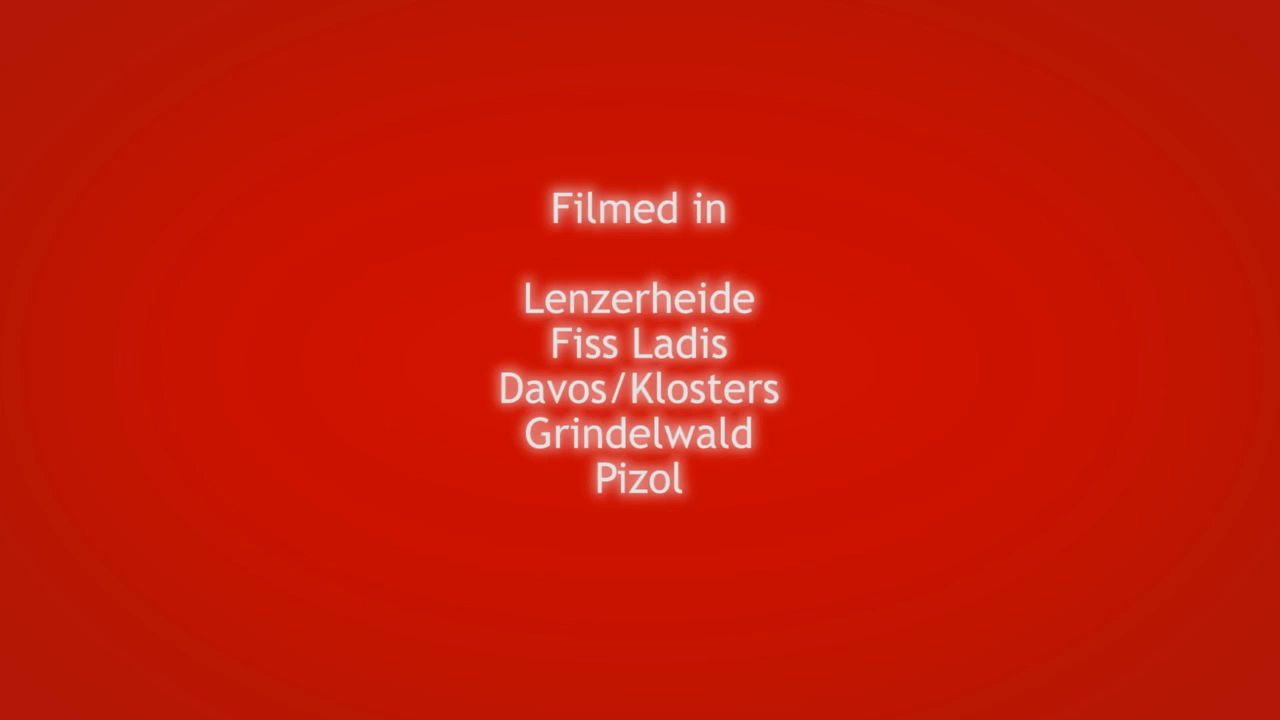 Filmed in
Lenzerheide
Fiss Ladis
Davos/Klosters
Grindelwald
Pizol